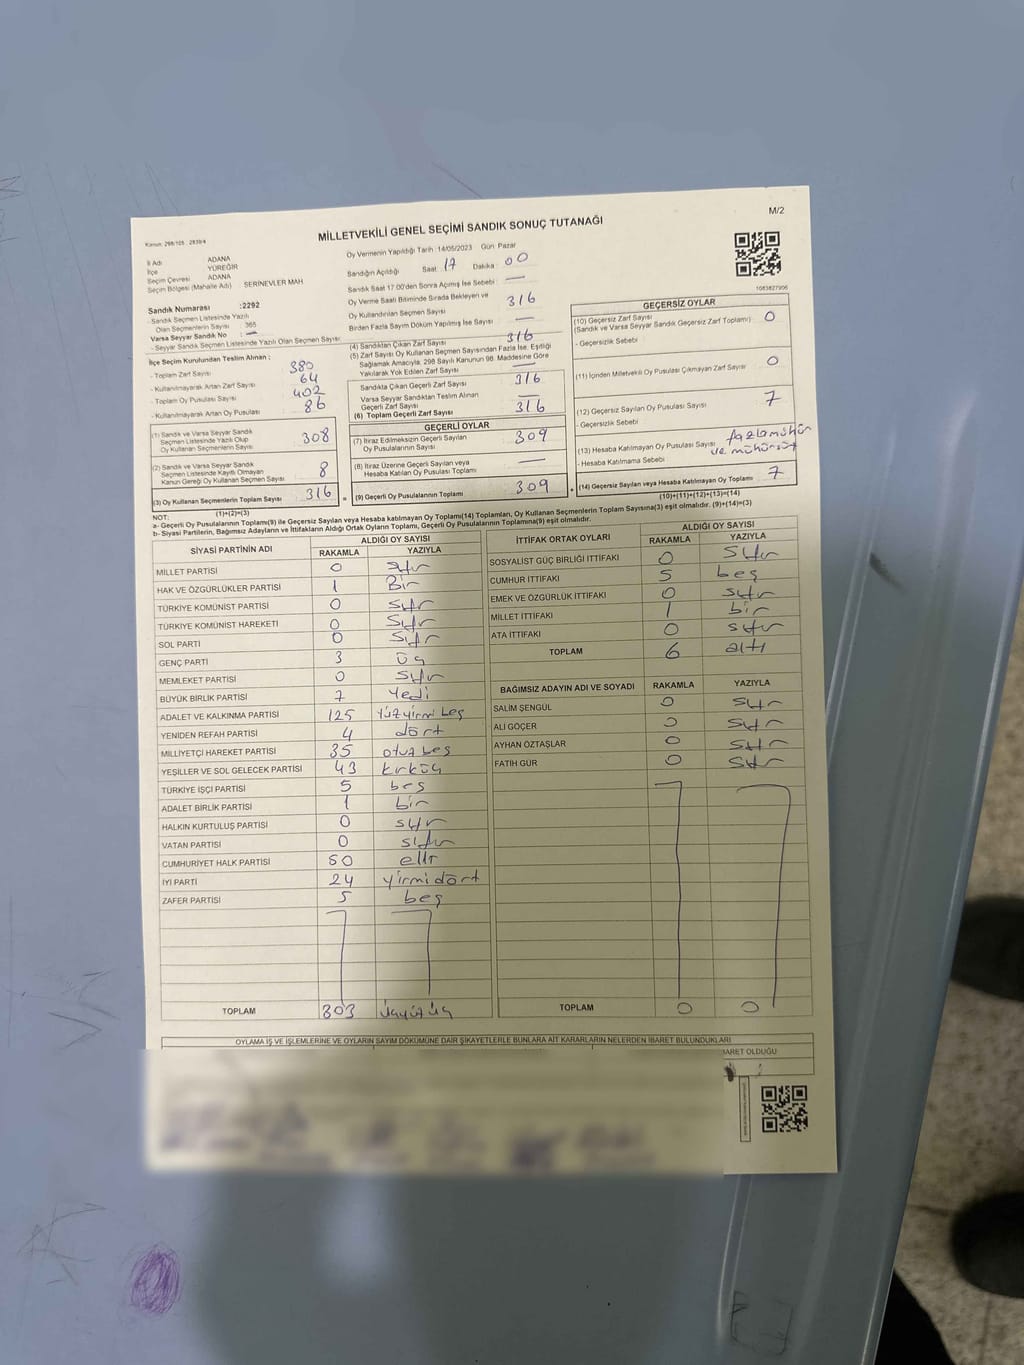 M/2
MİLLETVEKİLİ GENEL SEÇİMİ SANDIK SONUÇ TUTANAĞI
Kanun: 298/105 2839/4
İl Adı ADANA
İlçe YÜREĞİR
Seçim Çevresi ADANA
Seçim Bölgesi (Mahalle Adı) SERİNEVLER MAH
Sandık Numarası :2292
- Sandık Seçmen Listesinde Yazılı
Olan Seçmenlerin Sayısı : 365
Varsa Seyyar Sandık No : —
- Seyyar Sandık Seçmen Listesinde Yazılı Olan Seçmen Sayısı:
Oy Vermenin Yapıldığı Tarih :14/05/2023 Gün: Pazar
Sandığın Açıldığı Saat: 17 Dakika: 00
Sandık Saat 17:00'den Sonra Açılmış İse Sebebi : —
Oy Verme Saati Bitiminde Sırada Bekleyen ve
Oy Kullandırılan Seçmen Sayısı 316
Birden Fazla Sayım Döküm Yapılmış İse Sayısı —
1083827906
İlçe Seçim Kurulundan Teslim Alınan :
- Toplam Zarf Sayısı 380
- Kullanılmayarak Artan Zarf Sayısı 64
- Toplam Oy Pusulası Sayısı 402
- Kullanılmayarak Artan Oy Pusulası 86
(1) Sandık ve Varsa Seyyar Sandık
Seçmen Listesinde Yazılı Olup
Oy Kullanan Seçmenlerin Sayısı 308
(2) Sandık ve Varsa Seyyar Sandık
Seçmen Listesinde Kayıtlı Olmayan
Kanun Gereği Oy Kullanan Seçmen Sayısı 8
(3) Oy Kullanan Seçmenlerin Toplam Sayısı 316
(1)+(2)=(3)
(4) Sandıktan Çıkan Zarf Sayısı 316
(5) Zarf Sayısı Oy Kullanan Seçmen Sayısından Fazla İse, Eşitliği
Sağlamak Amacıyla, 298 Sayılı Kanunun 98. Maddesine Göre
Yakılarak Yok Edilen Zarf Sayısı —
Sandıkta Çıkan Geçerli Zarf Sayısı 316
Varsa Seyyar Sandıktan Teslim Alınan
Geçerli Zarf Sayısı —
(6) Toplam Geçerli Zarf Sayısı 316
GEÇERLİ OYLAR
(7) İtiraz Edilmeksizin Geçerli Sayılan
Oy Pusulalarının Sayısı 309
(8) İtiraz Üzerine Geçerli Sayılan veya
Hesaba Katılan Oy Pusulası Toplamı —
= (9) Geçerli Oy Pusulalarının Toplamı 309
GEÇERSİZ OYLAR
(10) Geçersiz Zarf Sayısı 0
(Sandık ve Varsa Seyyar Sandık Geçersiz Zarf Toplamı)
- Geçersizlik Sebebi
(11) İçinden Milletvekili Oy Pusulası Çıkmayan Zarf Sayısı 0
(12) Geçersiz Sayılan Oy Pusulası Sayısı 7
- Geçersizlik Sebebi
(13) Hesaba Katılmayan Oy Pusulası Sayısı fazla mühür
- Hesaba Katılmama Sebebi ve mühürsüz
+ (14) Geçersiz Sayılan veya Hesaba Katılmayan Oy Toplamı 7
(10)+(11)+(12)+(13)=(14)
NOT:
a- Geçerli Oy Pusulalarının Toplamı(9) ile Geçersiz Sayılan veya Hesaba katılmayan Oy Toplamı(14) Toplamları, Oy Kullanan Seçmenlerin Toplam Sayısına(3) eşit olmalıdır. (9)+(14)=(3)
b- Siyasi Partilerin, Bağımsız Adayların ve İttifakların Aldığı Ortak Oyların Toplamı, Geçerli Oy Pusulalarının Toplamına(9) eşit olmalıdır.
SİYASİ PARTİNİN ADI ALDIĞI OY SAYISI
RAKAMLA YAZIYLA
MİLLET PARTİSİ 0 sıfır
HAK VE ÖZGÜRLÜKLER PARTİSİ 1 Bir
TÜRKİYE KOMÜNİST PARTİSİ 0 sıfır
TÜRKİYE KOMÜNİST HAREKETİ 0 sıfır
SOL PARTİ 0 sıfır
GENÇ PARTİ 3 üç
MEMLEKET PARTİSİ 0 sıfır
BÜYÜK BİRLİK PARTİSİ 7 Yedi
ADALET VE KALKINMA PARTİSİ 125 Yüzyirmi beş
YENİDEN REFAH PARTİSİ 4 dört
MİLLİYETÇİ HAREKET PARTİSİ 35 otuz beş
YEŞİLLER VE SOL GELECEK PARTİSİ 43 kırk üç
TÜRKİYE İŞÇİ PARTİSİ 5 beş
ADALET BİRLİK PARTİSİ 1 bir
HALKIN KURTULUŞ PARTİSİ 0 sıfır
VATAN PARTİSİ 0 sıfır
CUMHURİYET HALK PARTİSİ 50 elli
İYİ PARTİ 24 yirmi dört
ZAFER PARTİSİ 5 beş
TOPLAM 303 üçyüz üç
İTTİFAK ORTAK OYLARI ALDIĞI OY SAYISI
RAKAMLA YAZIYLA
SOSYALİST GÜÇ BİRLİĞİ İTTİFAKI 0 sıfır
CUMHUR İTTİFAKI 5 beş
EMEK VE ÖZGÜRLÜK İTTİFAKI 0 sıfır
MİLLET İTTİFAKI 1 bir
ATA İTTİFAKI 0 sıfır
TOPLAM 6 altı
BAĞIMSIZ ADAYIN ADI VE SOYADI RAKAMLA YAZIYLA
SALİM ŞENGÜL 0 sıfır
ALİ GÖÇER 0 sıfır
AYHAN ÖZTAŞLAR 0 sıfır
FATİH GÜR 0 sıfır
TOPLAM 0 0
OYLAMA İŞ VE İŞLEMLERİNE VE OYLARIN SAYIM DÖKÜMÜNE DAİR ŞİKAYETLERLE BUNLARA AİT KARARLARIN NELERDEN İBARET BULUNDUKLARI
BARET OLDUĞU